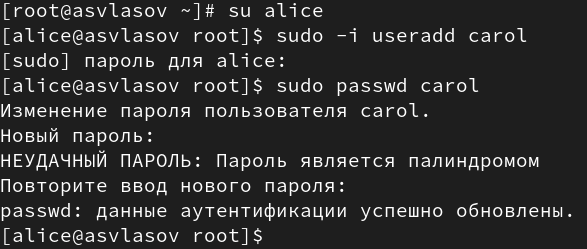 [root@asvlasov ~]# su alice
[alice@asvlasov root]$ sudo -i useradd carol
[sudo] пароль для alice:
[alice@asvlasov root]$ sudo passwd carol
Изменение пароля пользователя carol.
Новый пароль:
НЕУДАЧНЫЙ ПАРОЛЬ: Пароль является палиндромом
Повторите ввод нового пароля:
passwd: данные аутентификации успешно обновлены.
[alice@asvlasov root]$